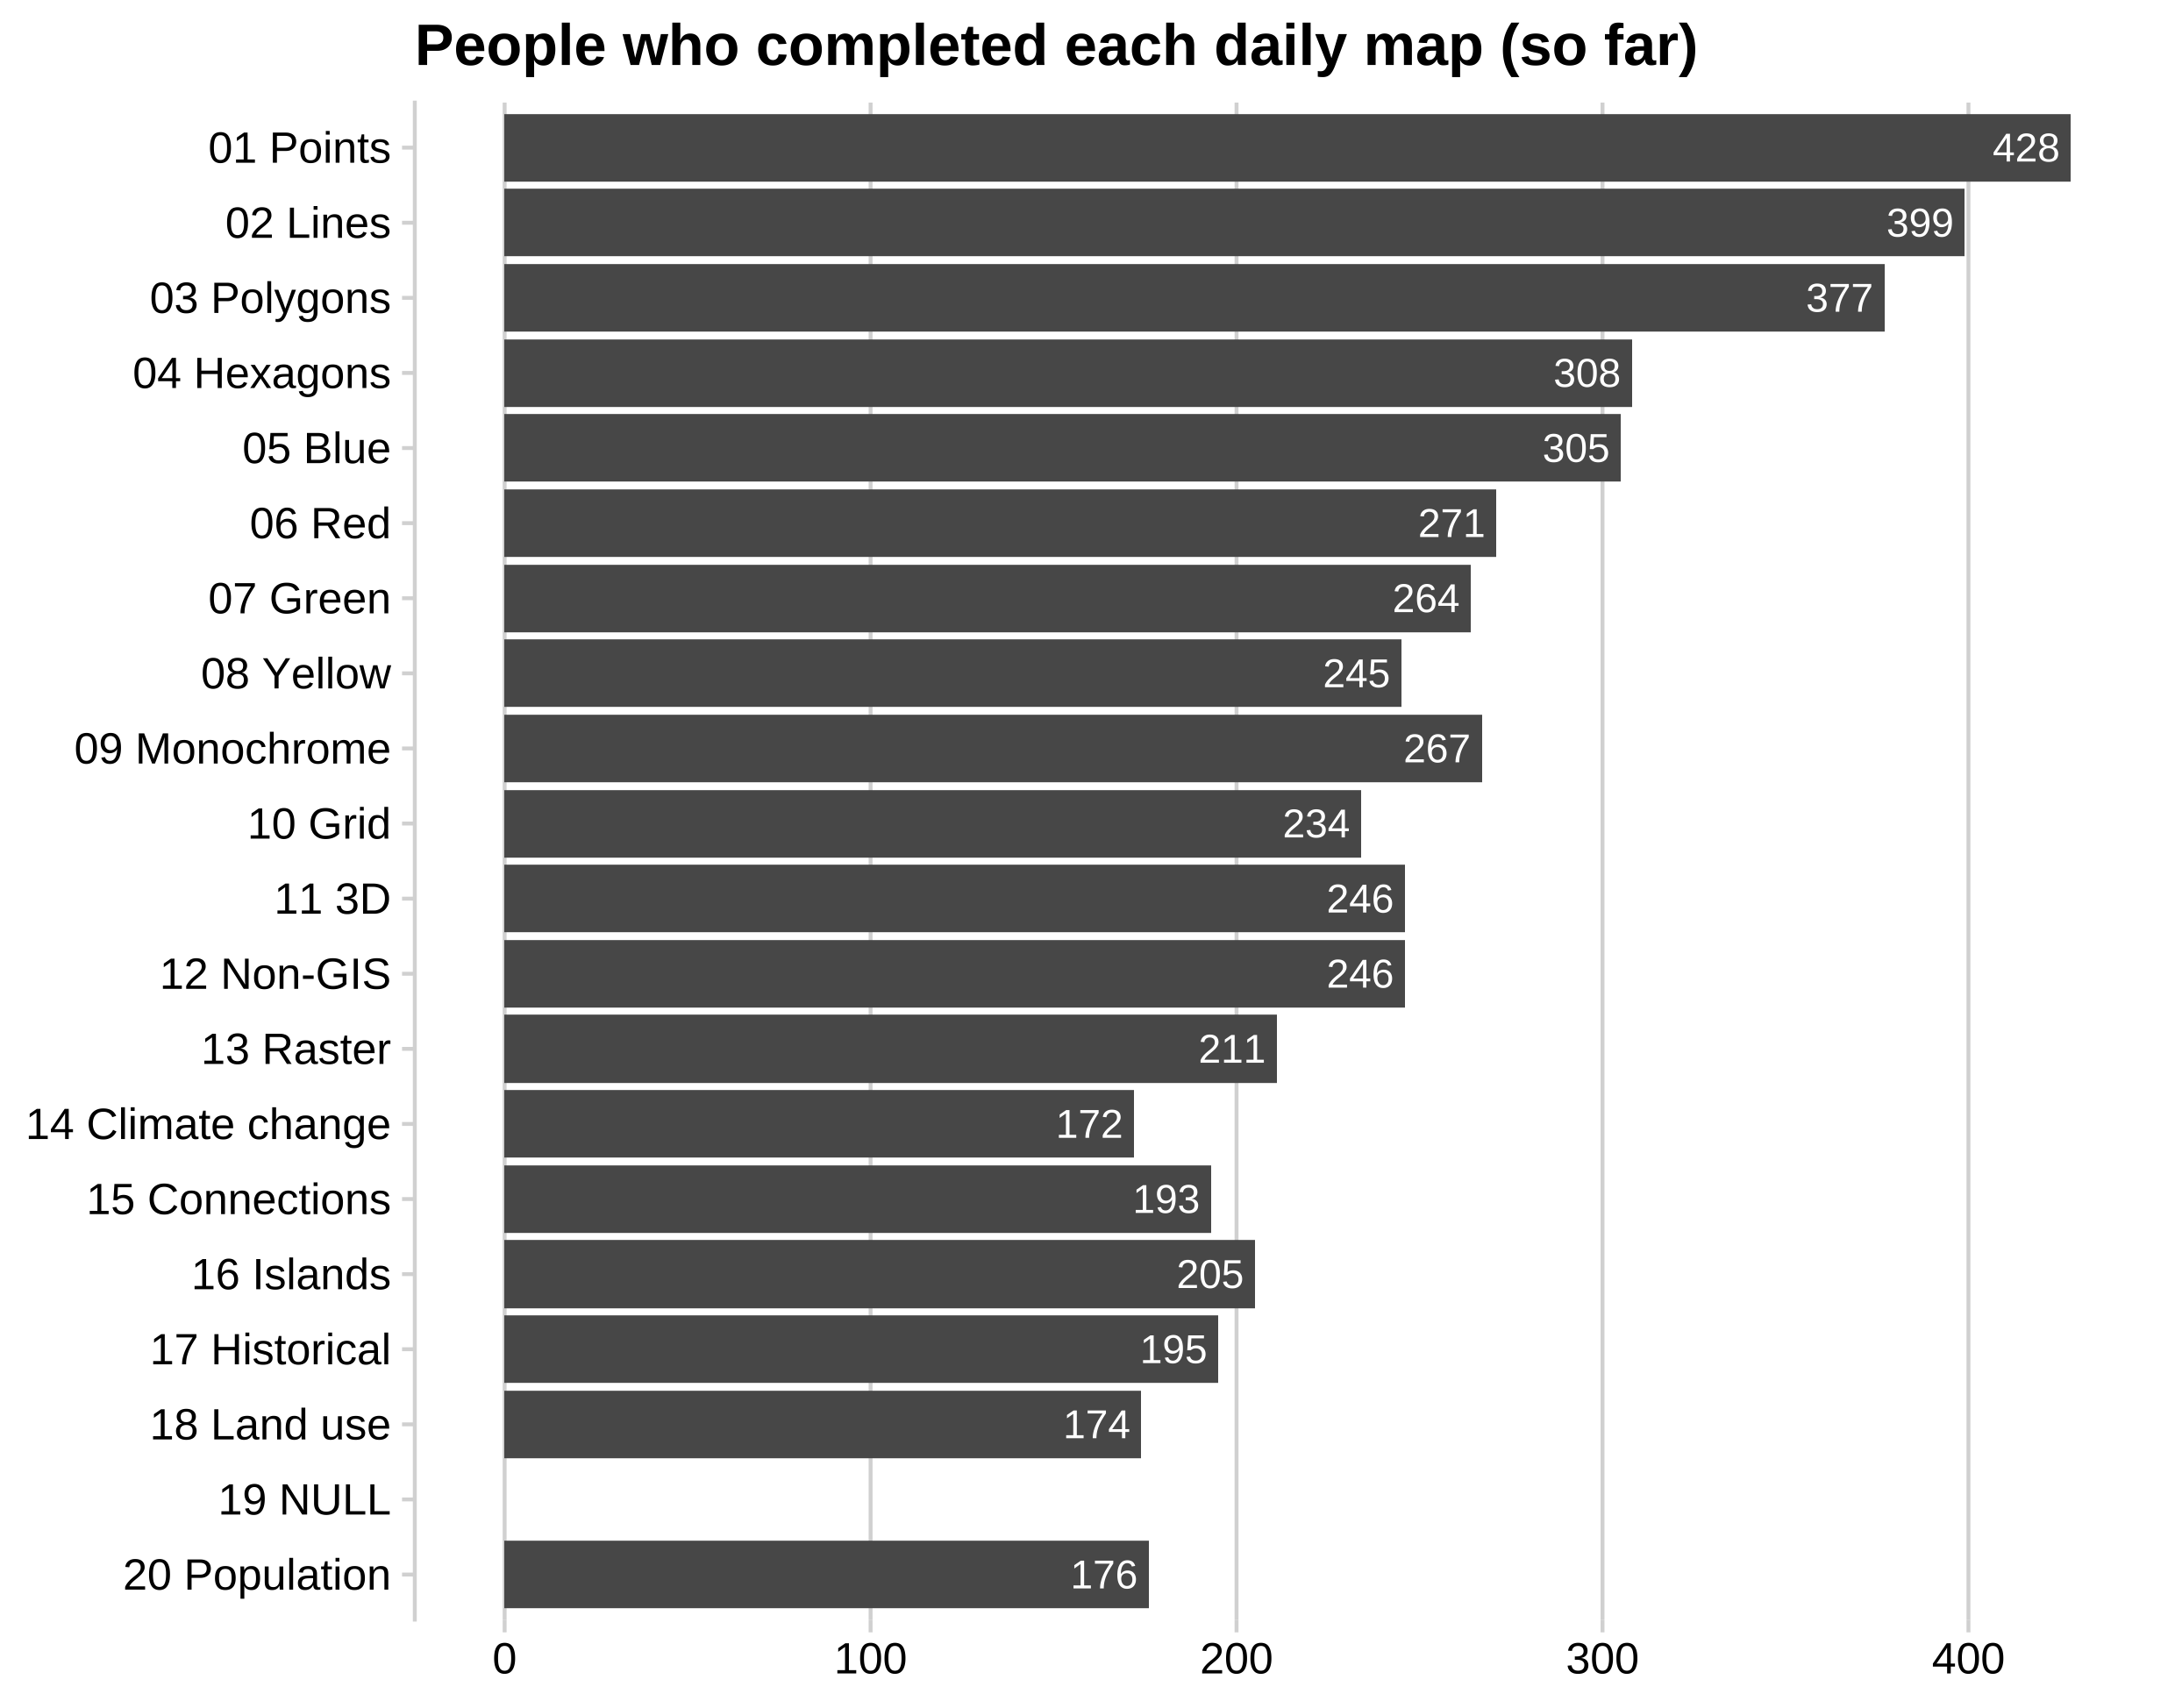 People who completed each daily map (so far)
01 Points 428
02 Lines 399
03 Polygons 377
04 Hexagons 308
05 Blue 305
06 Red 271
07 Green 264
08 Yellow 245
09 Monochrome 267
10 Grid 234
11 3D 246
12 Non-GIS 246
13 Raster 211
14 Climate change 172
15 Connections 193
16 Islands 205
17 Historical 195
18 Land use 174
19 NULL
20 Population 176
0 100 200 300 400